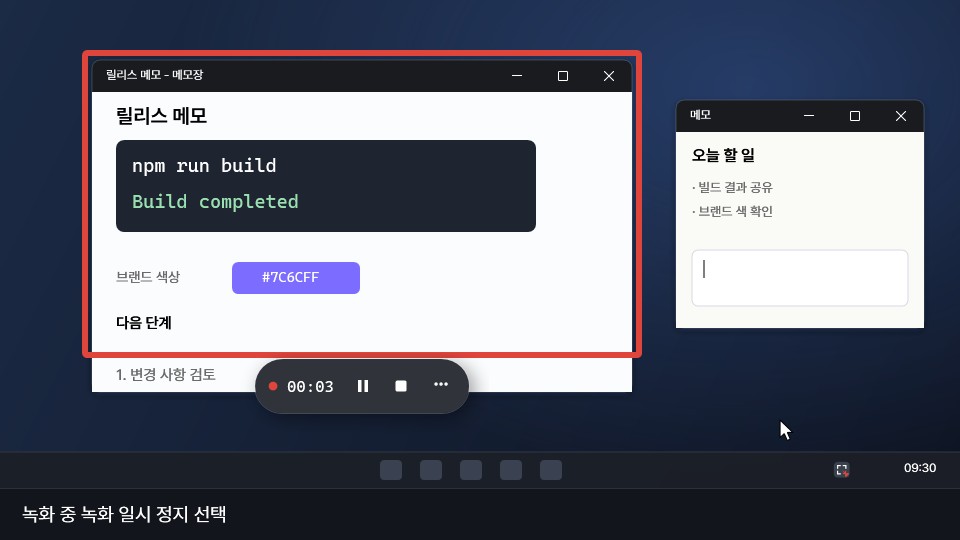 릴리스 메모 - 메모장
릴리스 메모
npm run build
Build completed
브랜드 색상
#7C6CFF
다음 단계
1. 변경 사항 검토
00:03
메모
오늘 할 일
· 빌드 결과 공유
· 브랜드 색 확인
09:30
녹화 중 녹화 일시 정지 선택